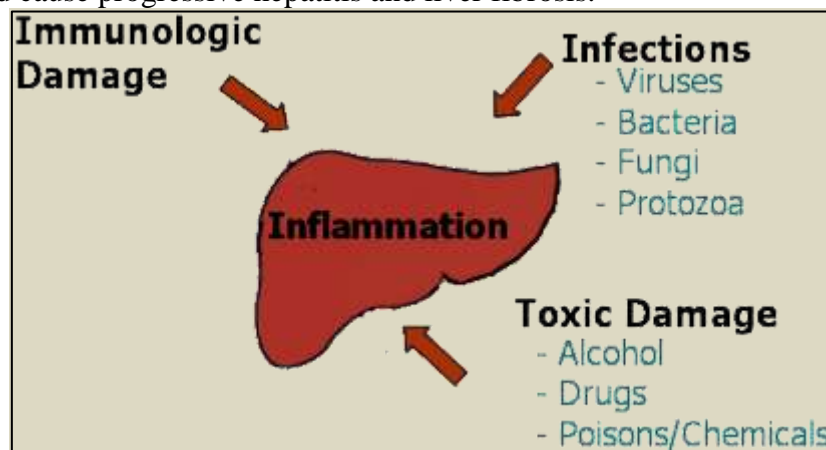 d cause progressive hepatitis and liver fibrosis.
Immunologic
Damage
Infections
- Viruses
- Bacteria
- Fungi
- Protozoa
Inflammation
Toxic Damage
- Alcohol
- Drugs
- Poisons/Chemicals